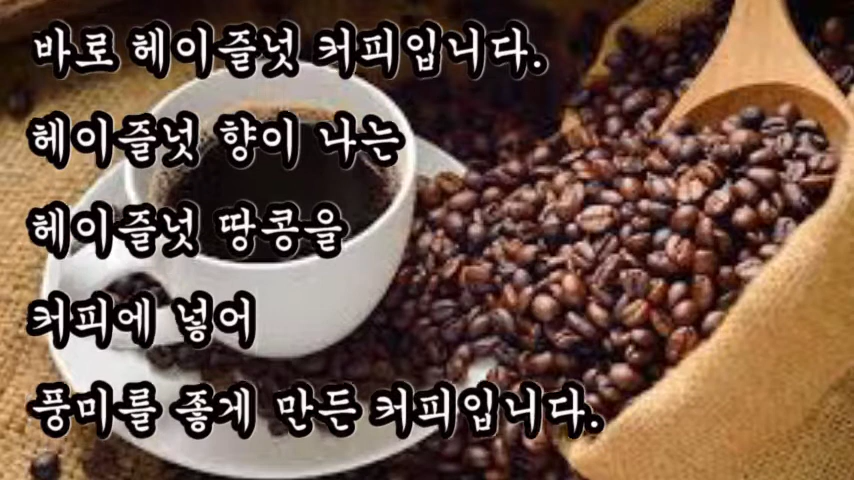 바로 헤이즐넛 커피입니다.
헤이즐넛 향이 나는
헤이즐넛 땅콩을
커피에 넣어
풍미를 좋게 만든 커피입니다.